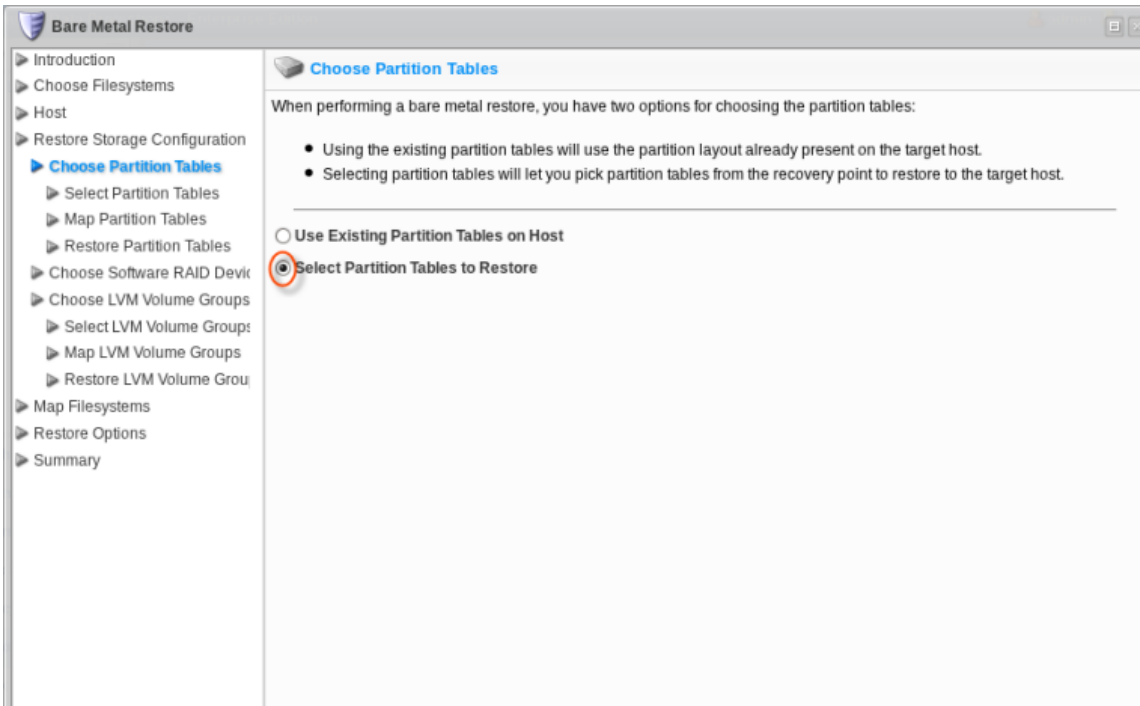 Bare Metal Restore
Introduction
Choose Filesystems
Host
Restore Storage Configuration
Choose Partition Tables
Select Partition Tables
Map Partition Tables
Restore Partition Tables
Choose Software RAID Devic
Choose LVM Volume Groups
Select LVM Volume Groups
Map LVM Volume Groups
Restore LVM Volume Grou
Map Filesystems
Restore Options
Summary
Choose Partition Tables
When performing a bare metal restore, you have two options for choosing the partition tables:
• Using the existing partition tables will use the partition layout already present on the target host.
• Selecting partition tables will let you pick partition tables from the recovery point to restore to the target host.
Use Existing Partition Tables on Host
Select Partition Tables to Restore